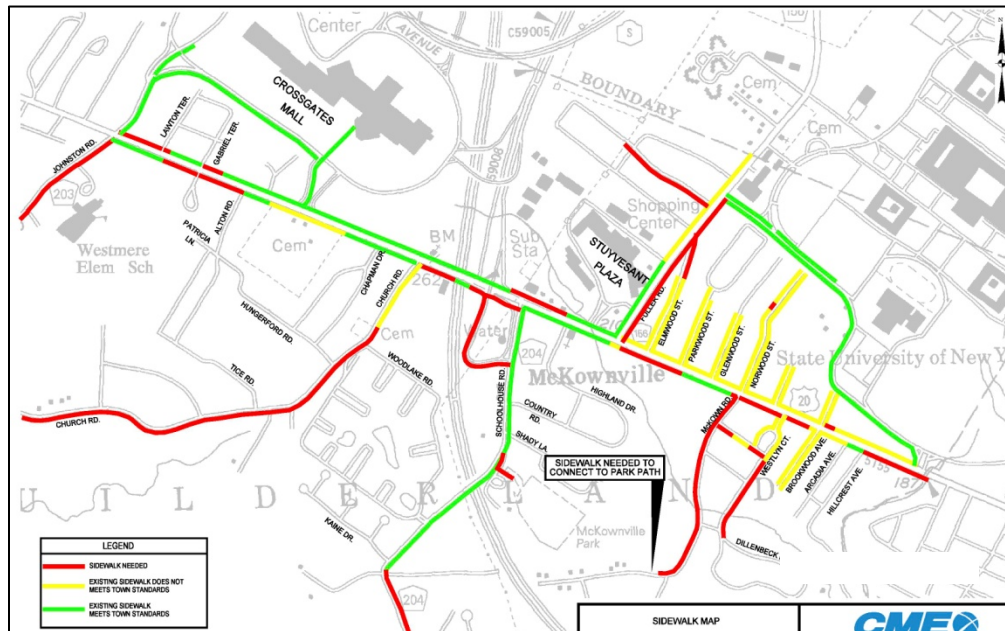 Center
AVENUE
C59005
S
166
BOUNDARY
Cem
Cem
CROSSGATES
MALL
LAWTON TER.
GABRIEL TER.
JOHNSTON RD.
203
Westmere
Elem Sch
PATRICIA
LN.
ALTON RD.
Cem
CHAPMAN DR.
CHURCH RD.
262
BM
Sub
Sta
Shopping
Center
STUYVESANT
PLAZA
FULLER RD.
ELMWOOD ST.
PARKWOOD ST.
GLENWOOD ST.
NORWOOD ST.
166
State University of New Y
20
HUNGERFORD RD.
Cem
TICE RD.
WOODLAKE RD
Water
204
SCHOOLHOUSE RD.
McKownville
HIGHLAND DR.
COUNTRY
RD.
SHADY LA.
McKOWN RD.
WESTLYN CT.
BROOKWOOD AVE.
ARCADIA AVE.
HILLCREST AVE.
187
CHURCH RD.
SIDEWALK NEEDED TO
CONNECT TO PARK PATH
U I L D E R L A N D
KAINE DR.
McKownville
Park
DILLENBECK
204
LEGEND
SIDEWALK NEEDED
EXISTING SIDEWALK DOES NOT
MEETS TOWN STANDARDS
EXISTING SIDEWALK
MEETS TOWN STANDARDS
SIDEWALK MAP
CME